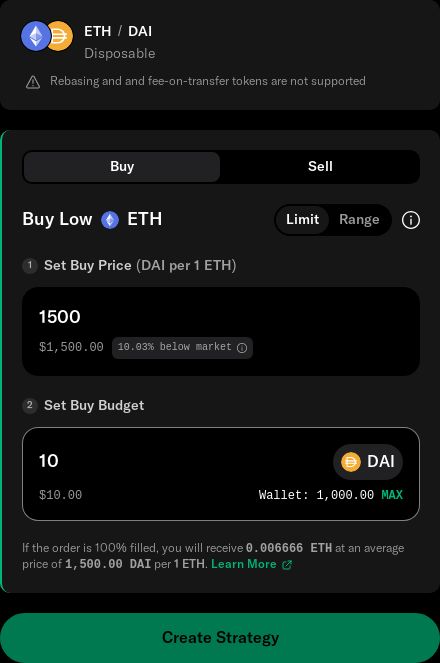 ETH / DAI
Disposable
Rebasing and and fee-on-transfer tokens are not supported
Buy Sell
Buy Low ETH Limit Range
1 Set Buy Price (DAI per 1 ETH)
1500
$1,500.00 10.03% below market
2 Set Buy Budget
10 DAI
$10.00 Wallet: 1,000.00 MAX
If the order is 100% filled, you will receive 0.006666 ETH at an average
price of 1,500.00 DAI per 1 ETH. Learn More
Create Strategy